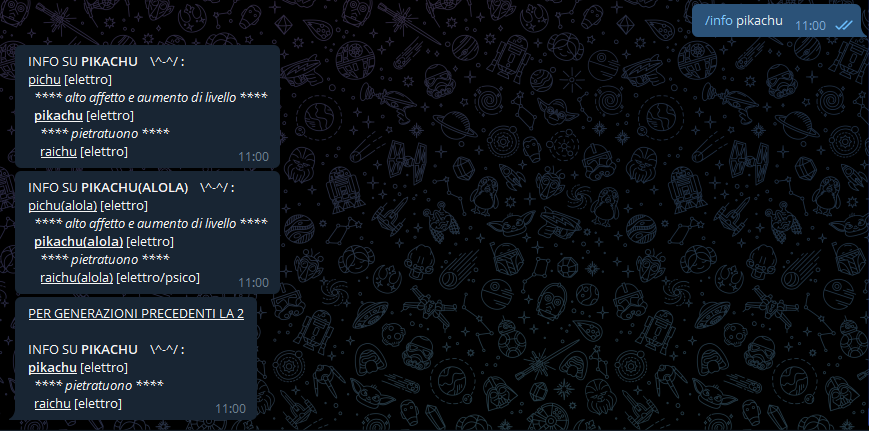 /info pikachu 11:00
INFO SU PIKACHU \^-^/ :
pichu [elettro]
**** alto affetto e aumento di livello ****
pikachu [elettro]
**** pietratuono ****
raichu [elettro]
11:00
INFO SU PIKACHU(ALOLA) \^-^/ :
pichu(alola) [elettro]
**** alto affetto e aumento di livello ****
pikachu(alola) [elettro]
**** pietratuono ****
raichu(alola) [elettro/psico]
11:00
PER GENERAZIONI PRECEDENTI LA 2
INFO SU PIKACHU \^-^/ :
pikachu [elettro]
**** pietratuono ****
raichu [elettro]
11:00